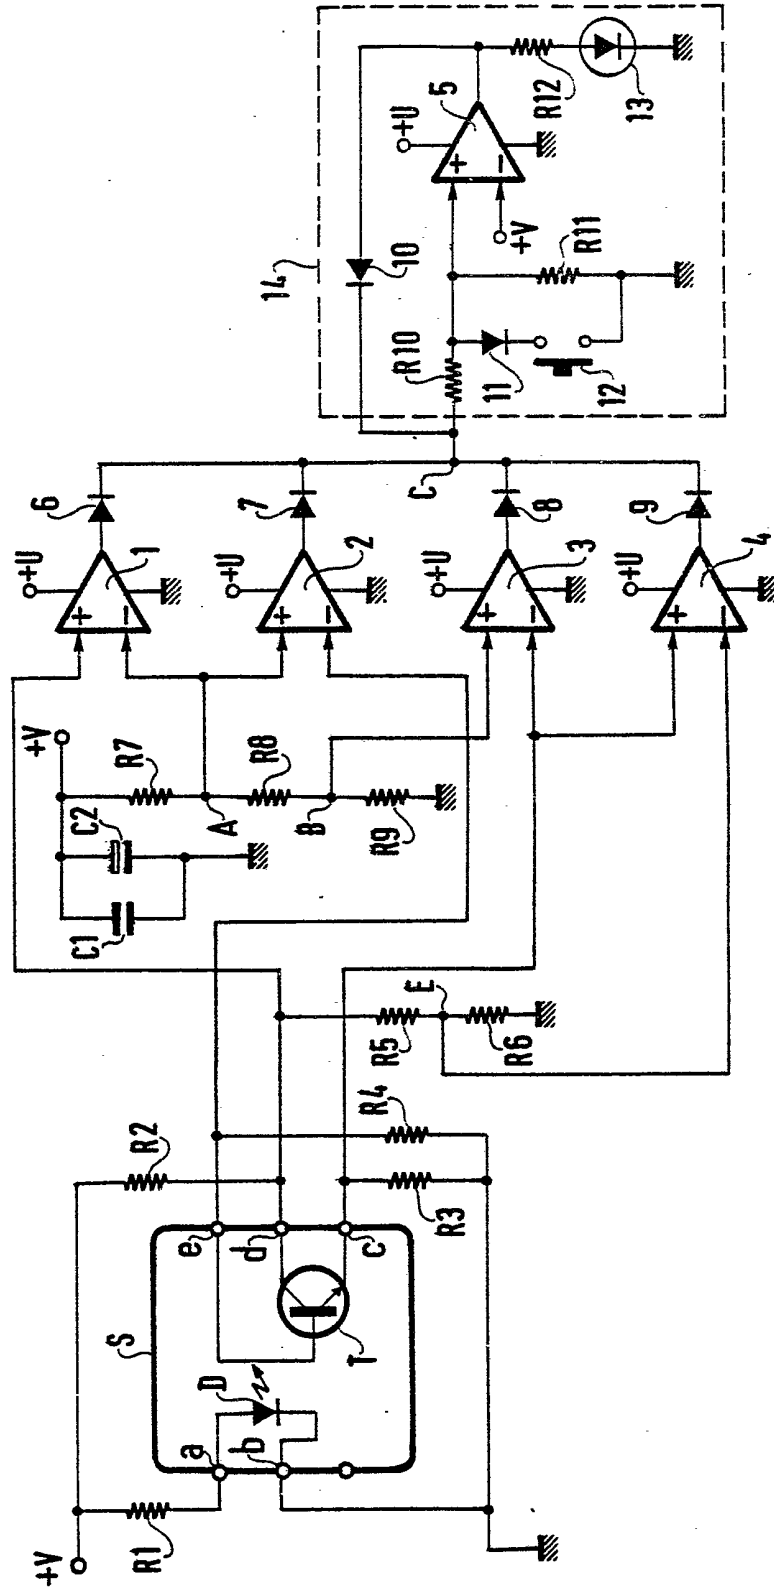 +V
R1
R2
S
a
b
D
T
e
d
c
R3
R4
R5
E
R6
C1
C2
+V
R7
A
R8
B
R9
+U
+
−
1
6
+U
+
−
2
7
+U
+
−
3
8
+U
+
−
4
9
C
14
10
R10
11
12
R11
+V
+U
+
−
5
R12
13